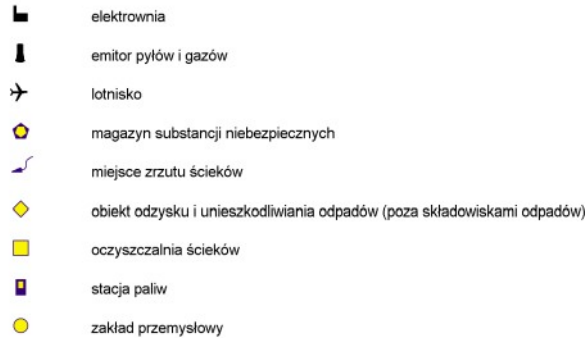 elektrownia
emitor pyłów i gazów
lotnisko
magazyn substancji niebezpiecznych
miejsce zrzutu ścieków
obiekt odzysku i unieszkodliwiania odpadów (poza składowiskami odpadów)
oczyszczalnia ścieków
stacja paliw
zakład przemysłowy